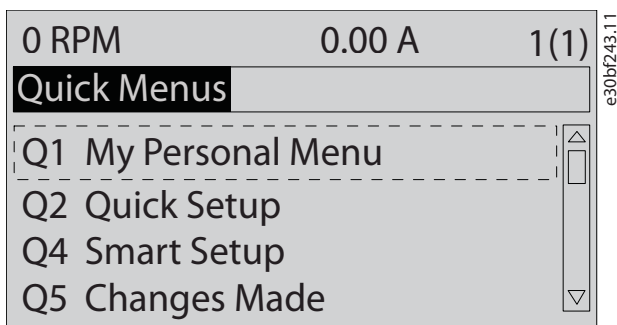 0 RPM 0.00 A 1(1)
Quick Menus
Q1 My Personal Menu
Q2 Quick Setup
Q4 Smart Setup
Q5 Changes Made
e30bf243.11